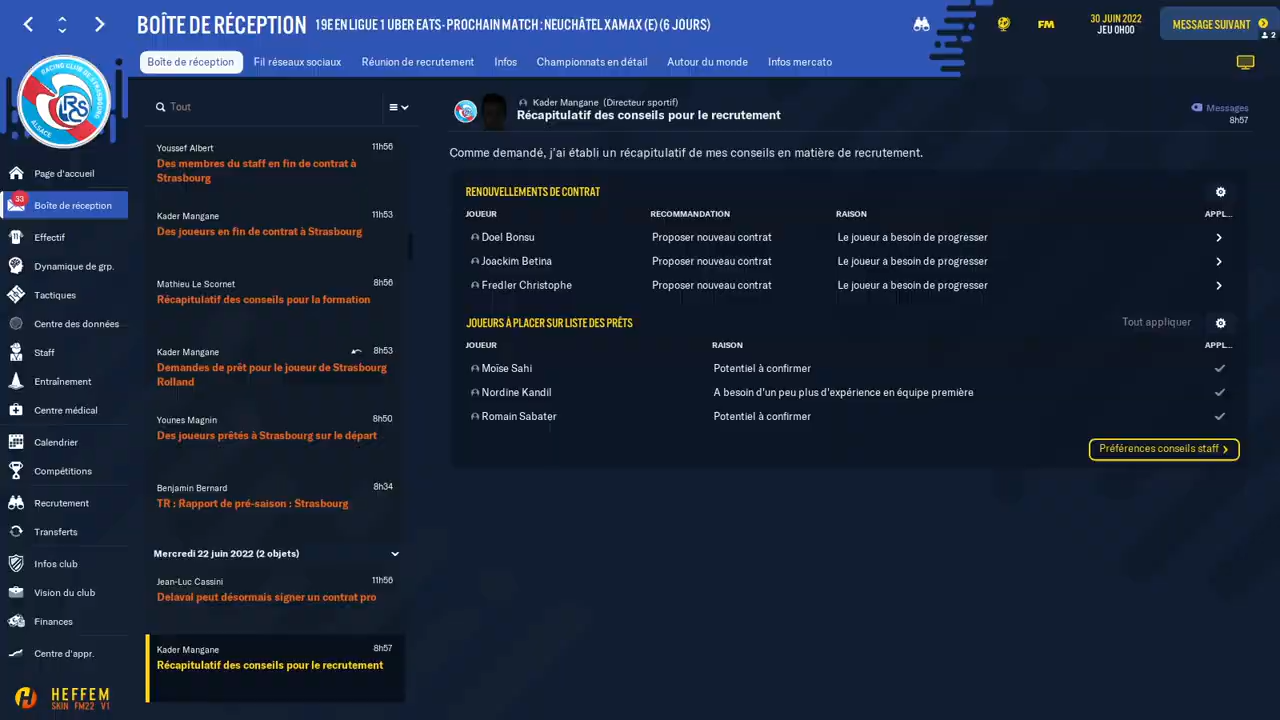 BOÎTE DE RÉCEPTION
19E EN LIGUE 1 UBER EATS - PROCHAIN MATCH : NEUCHÂTEL XAMAX (E) (6 JOURS)
FM
30 JUIN 2022
JEU 0H00
MESSAGE SUIVANT
2
Boîte de réception
Fil réseaux sociaux
Réunion de recrutement
Infos
Championnats en détail
Autour du monde
Infos mercato
RACING CLUB DE STRASBOURG
RCS
ALSACE
Page d'accueil
33
Boîte de réception
Effectif
Dynamique de grp.
Tactiques
Centre des données
Staff
Entraînement
Centre médical
Calendrier
Compétitions
Recrutement
Transferts
Infos club
Vision du club
Finances
Centre d'appr.
HEFFEM
SKIN FM22 V1
Tout
Youssef Albert 11h56
Des membres du staff en fin de contrat à
Strasbourg
Kader Mangane 11h53
Des joueurs en fin de contrat à Strasbourg
Mathieu Le Scornet 8h56
Récapitulatif des conseils pour la formation
Kader Mangane 8h53
Demandes de prêt pour le joueur de Strasbourg
Rolland
Younes Magnin 8h50
Des joueurs prêtés à Strasbourg sur le départ
Benjamin Bernard 8h34
TR : Rapport de pré-saison : Strasbourg
Mercredi 22 juin 2022 (2 objets)
Jean-Luc Cassini 11h56
Delaval peut désormais signer un contrat pro
Kader Mangane 8h57
Récapitulatif des conseils pour le recrutement
Kader Mangane (Directeur sportif)
Récapitulatif des conseils pour le recrutement
Messages
8h57
Comme demandé, j'ai établi un récapitulatif de mes conseils en matière de recrutement.
RENOUVELLEMENTS DE CONTRAT
JOUEUR RECOMMANDATION RAISON APPL...
Doel Bonsu Proposer nouveau contrat Le joueur a besoin de progresser
Joackim Betina Proposer nouveau contrat Le joueur a besoin de progresser
Fredler Christophe Proposer nouveau contrat Le joueur a besoin de progresser
JOUEURS À PLACER SUR LISTE DES PRÊTS Tout appliquer
JOUEUR RAISON APPL...
Moïse Sahi Potentiel à confirmer
Nordine Kandil A besoin d'un peu plus d'expérience en équipe première
Romain Sabater Potentiel à confirmer
Préférences conseils staff